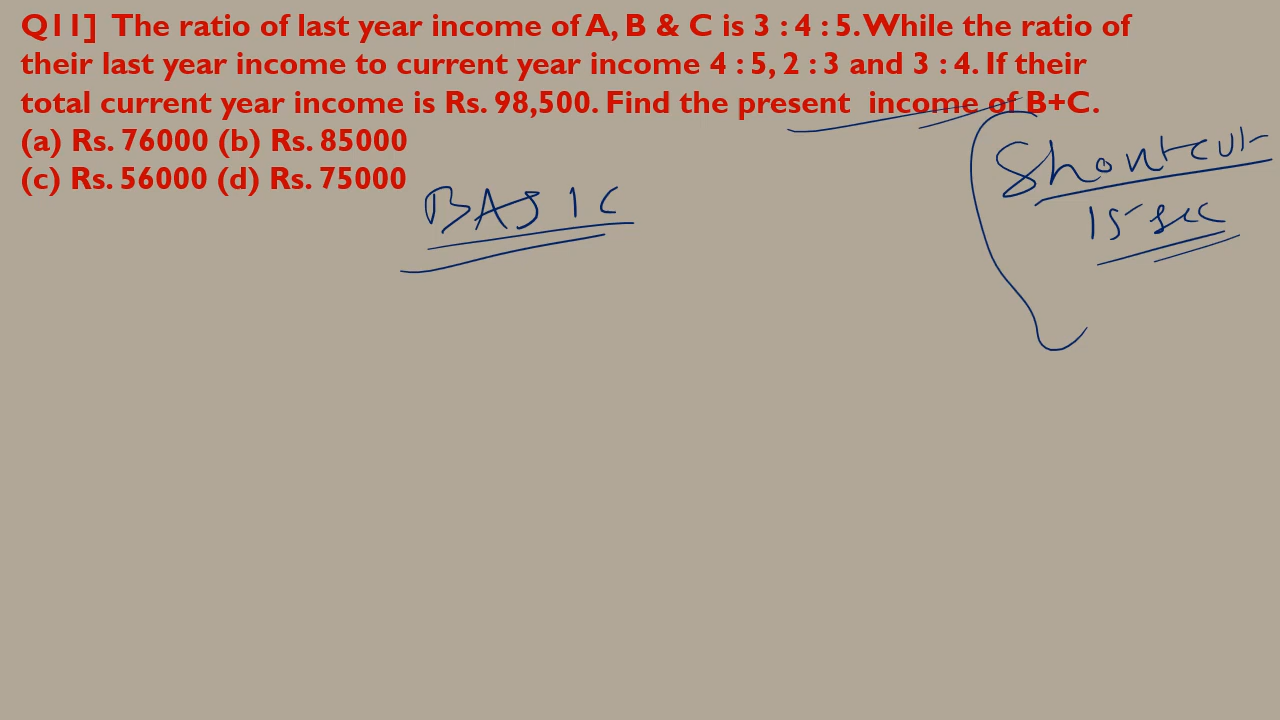 Q11] The ratio of last year income of A, B & C is 3 : 4 : 5. While the ratio of
their last year income to current year income 4 : 5, 2 : 3 and 3 : 4. If their
total current year income is Rs. 98,500. Find the present income of B+C.
(a) Rs. 76000 (b) Rs. 85000
(c) Rs. 56000 (d) Rs. 75000
BASIC
Shortcut
15 sec